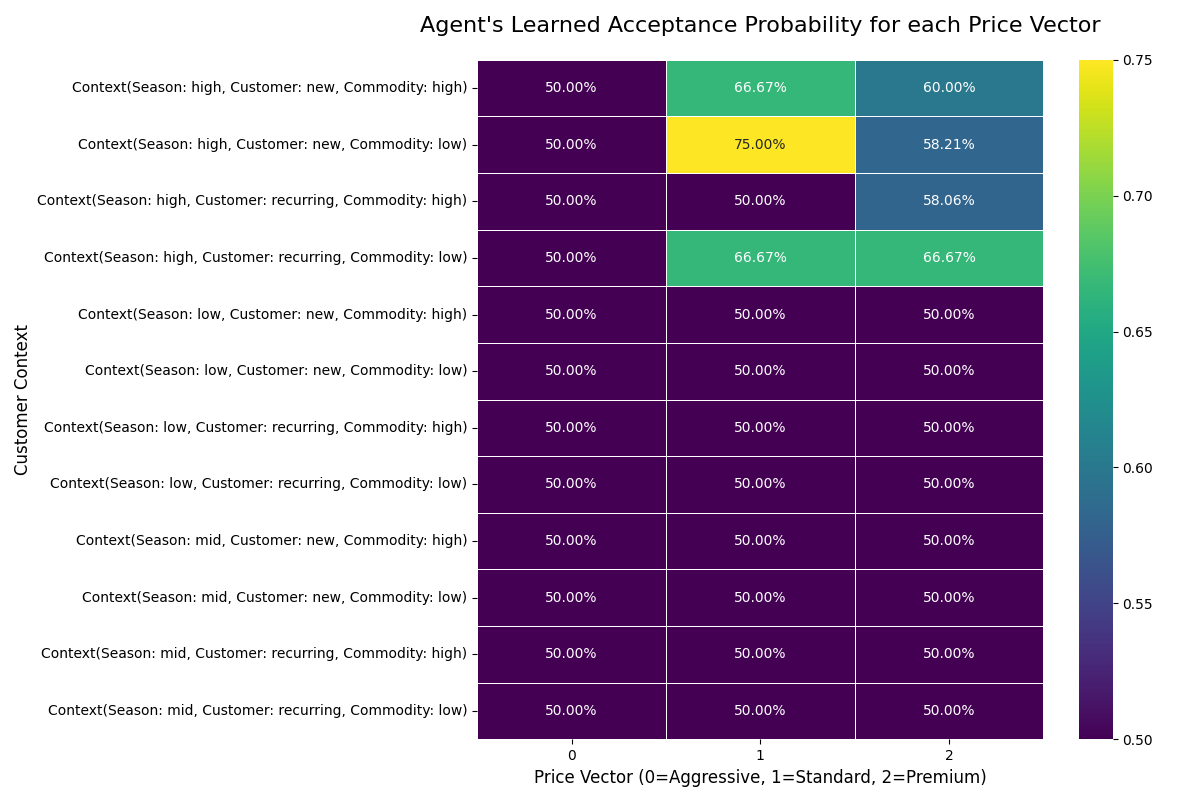 Agent's Learned Acceptance Probability for each Price Vector
Customer Context
Context(Season: high, Customer: new, Commodity: high) 50.00% 66.67% 60.00%
Context(Season: high, Customer: new, Commodity: low) 50.00% 75.00% 58.21%
Context(Season: high, Customer: recurring, Commodity: high) 50.00% 50.00% 58.06%
Context(Season: high, Customer: recurring, Commodity: low) 50.00% 66.67% 66.67%
Context(Season: low, Customer: new, Commodity: high) 50.00% 50.00% 50.00%
Context(Season: low, Customer: new, Commodity: low) 50.00% 50.00% 50.00%
Context(Season: low, Customer: recurring, Commodity: high) 50.00% 50.00% 50.00%
Context(Season: low, Customer: recurring, Commodity: low) 50.00% 50.00% 50.00%
Context(Season: mid, Customer: new, Commodity: high) 50.00% 50.00% 50.00%
Context(Season: mid, Customer: new, Commodity: low) 50.00% 50.00% 50.00%
Context(Season: mid, Customer: recurring, Commodity: high) 50.00% 50.00% 50.00%
Context(Season: mid, Customer: recurring, Commodity: low) 50.00% 50.00% 50.00%
0 1 2
Price Vector (0=Aggressive, 1=Standard, 2=Premium)
0.75
0.70
0.65
0.60
0.55
0.50